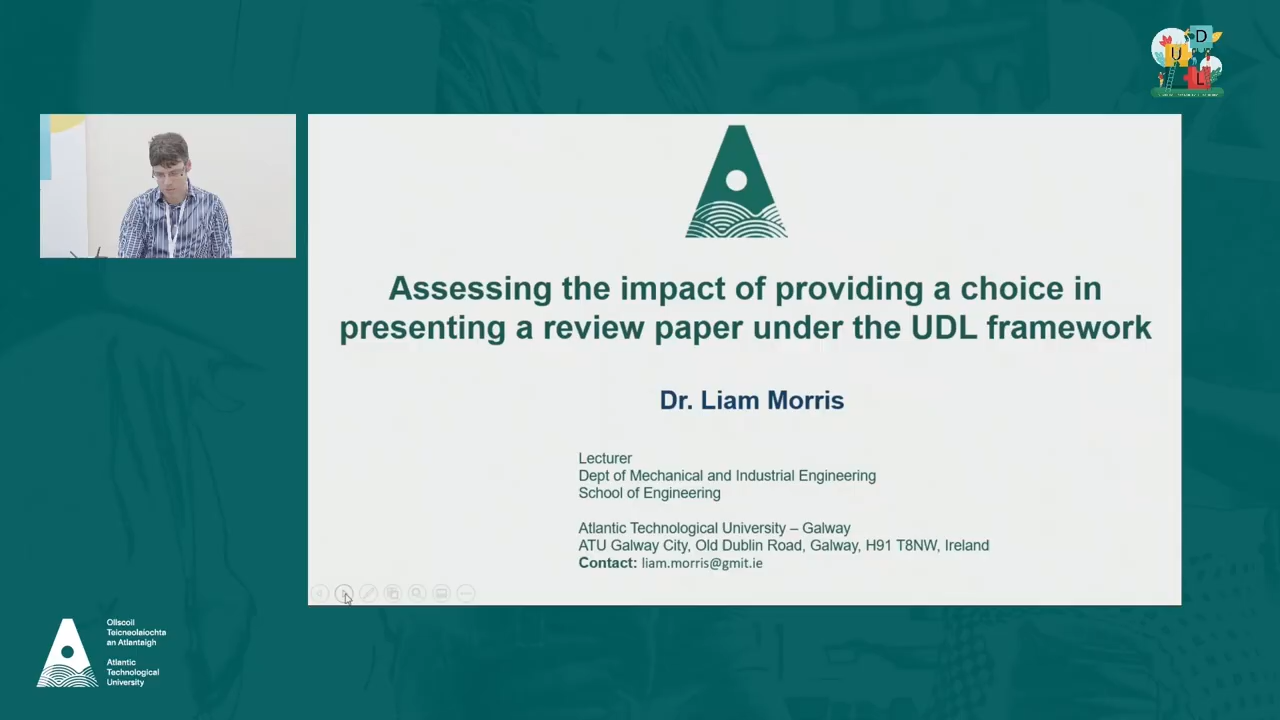 U
D
L
Assessing the impact of providing a choice in
presenting a review paper under the UDL framework
Dr. Liam Morris
Lecturer
Dept of Mechanical and Industrial Engineering
School of Engineering
Atlantic Technological University – Galway
ATU Galway City, Old Dublin Road, Galway, H91 T8NW, Ireland
Contact: liam.morris@gmit.ie
Ollscoil
Teicneolaíochta
an Atlantaigh
Atlantic
Technological
University